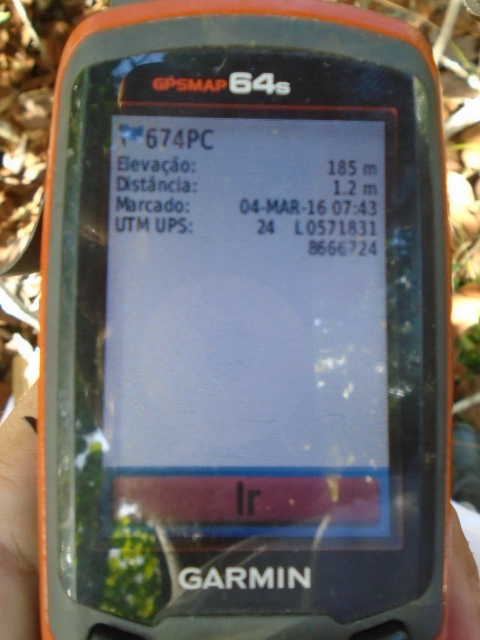 GPSMAP 64s
674PC
Elevação: 185 m
Distância: 1.2 m
Marcado: 04-MAR-16 07:43
UTM UPS: 24 L 0571831
8666724
Ir
GARMIN